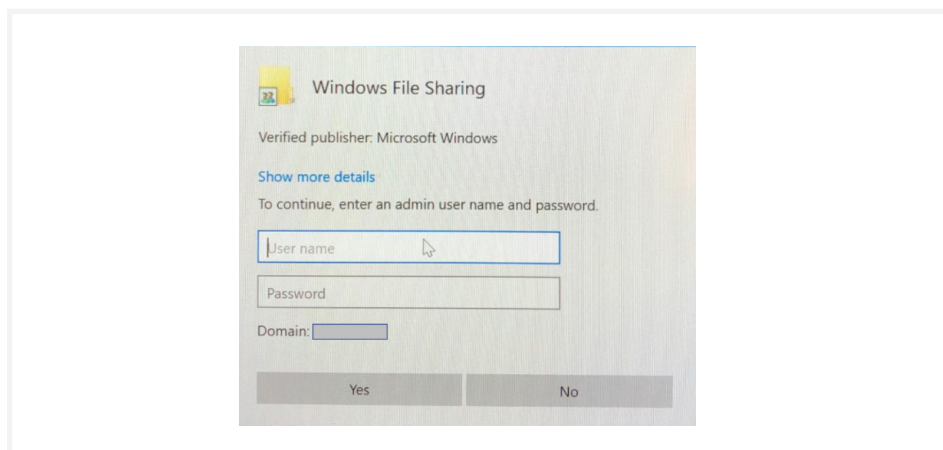 Windows File Sharing
Verified publisher: Microsoft Windows
Show more details
To continue, enter an admin user name and password.
User name
Password
Domain:
Yes
No